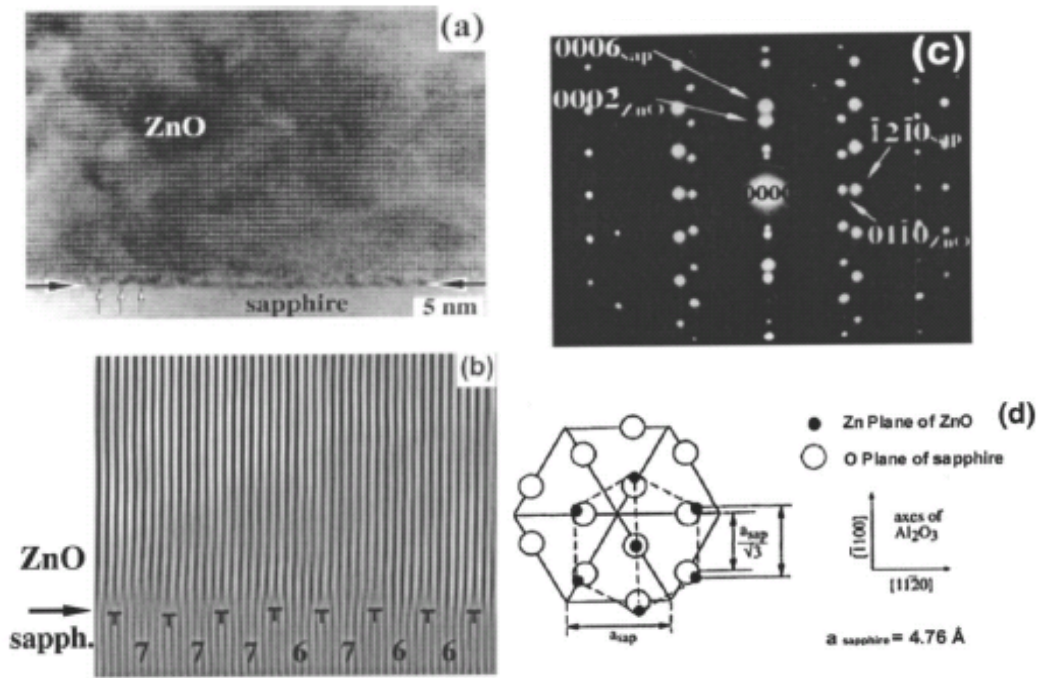 (a)
ZnO
sapphire
5 nm
(b)
ZnO
sapph.
7 7 7 6 7 6 6
(c)
0006sap
0002ZnO
0000
1̄21̄0sap
011̄0ZnO
(d)
Zn Plane of ZnO
O Plane of sapphire
asap
√3
asap
[1̄100]
axes of
Al2O3
[112̄0]
a sapphire = 4.76 Å